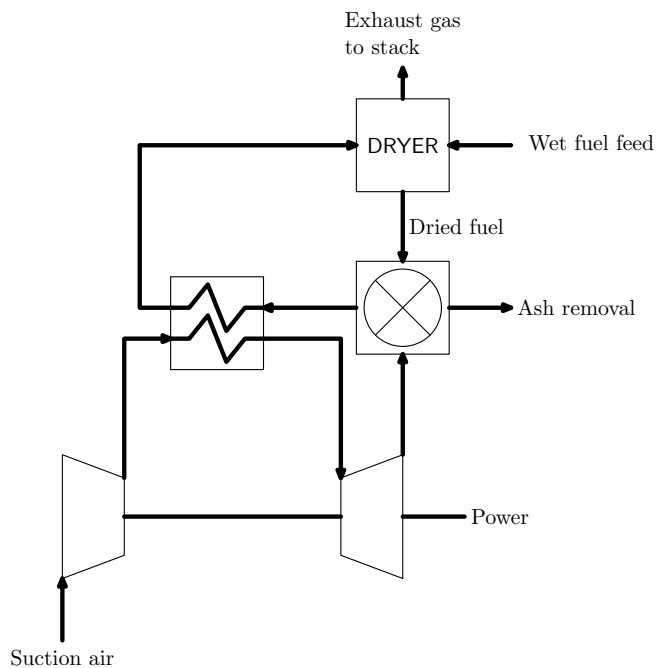 Exhaust gas
to stack
DRYER
Wet fuel feed
Dried fuel
Ash removal
Power
Suction air